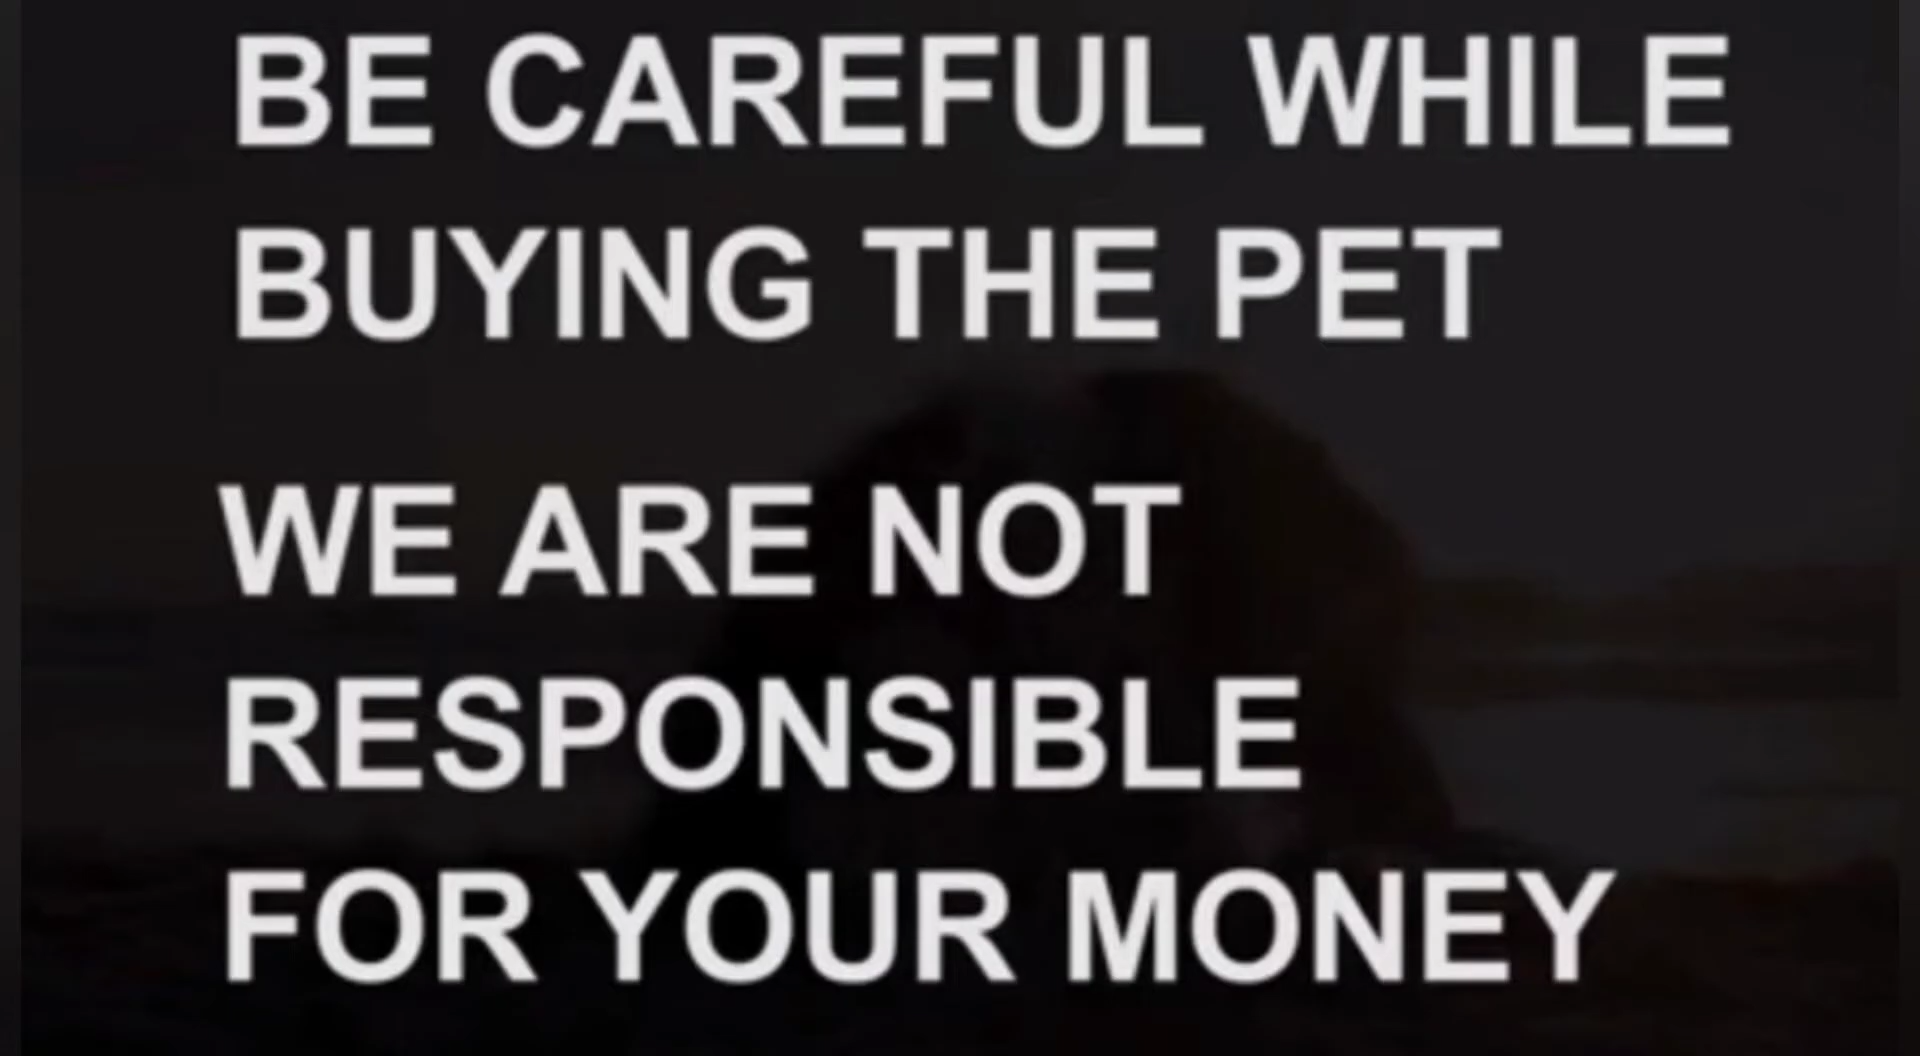 BE CAREFUL WHILE
BUYING THE PET
WE ARE NOT
RESPONSIBLE
FOR YOUR MONEY